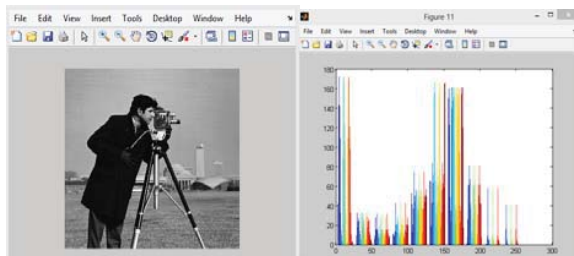 File Edit View Insert Tools Desktop Window Help
Figure 11
File Edit View Insert Tools Desktop Window Help
180
160
140
120
100
80
60
40
20
0
0 50 100 150 200 250 300